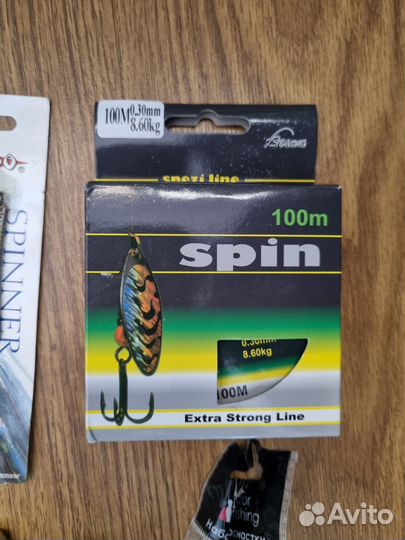 100M 0.30mm
8.60kg
spezi line
100m
spin
0.30mm
8.60kg
100M
Extra Strong Line
SPINNER
Avito